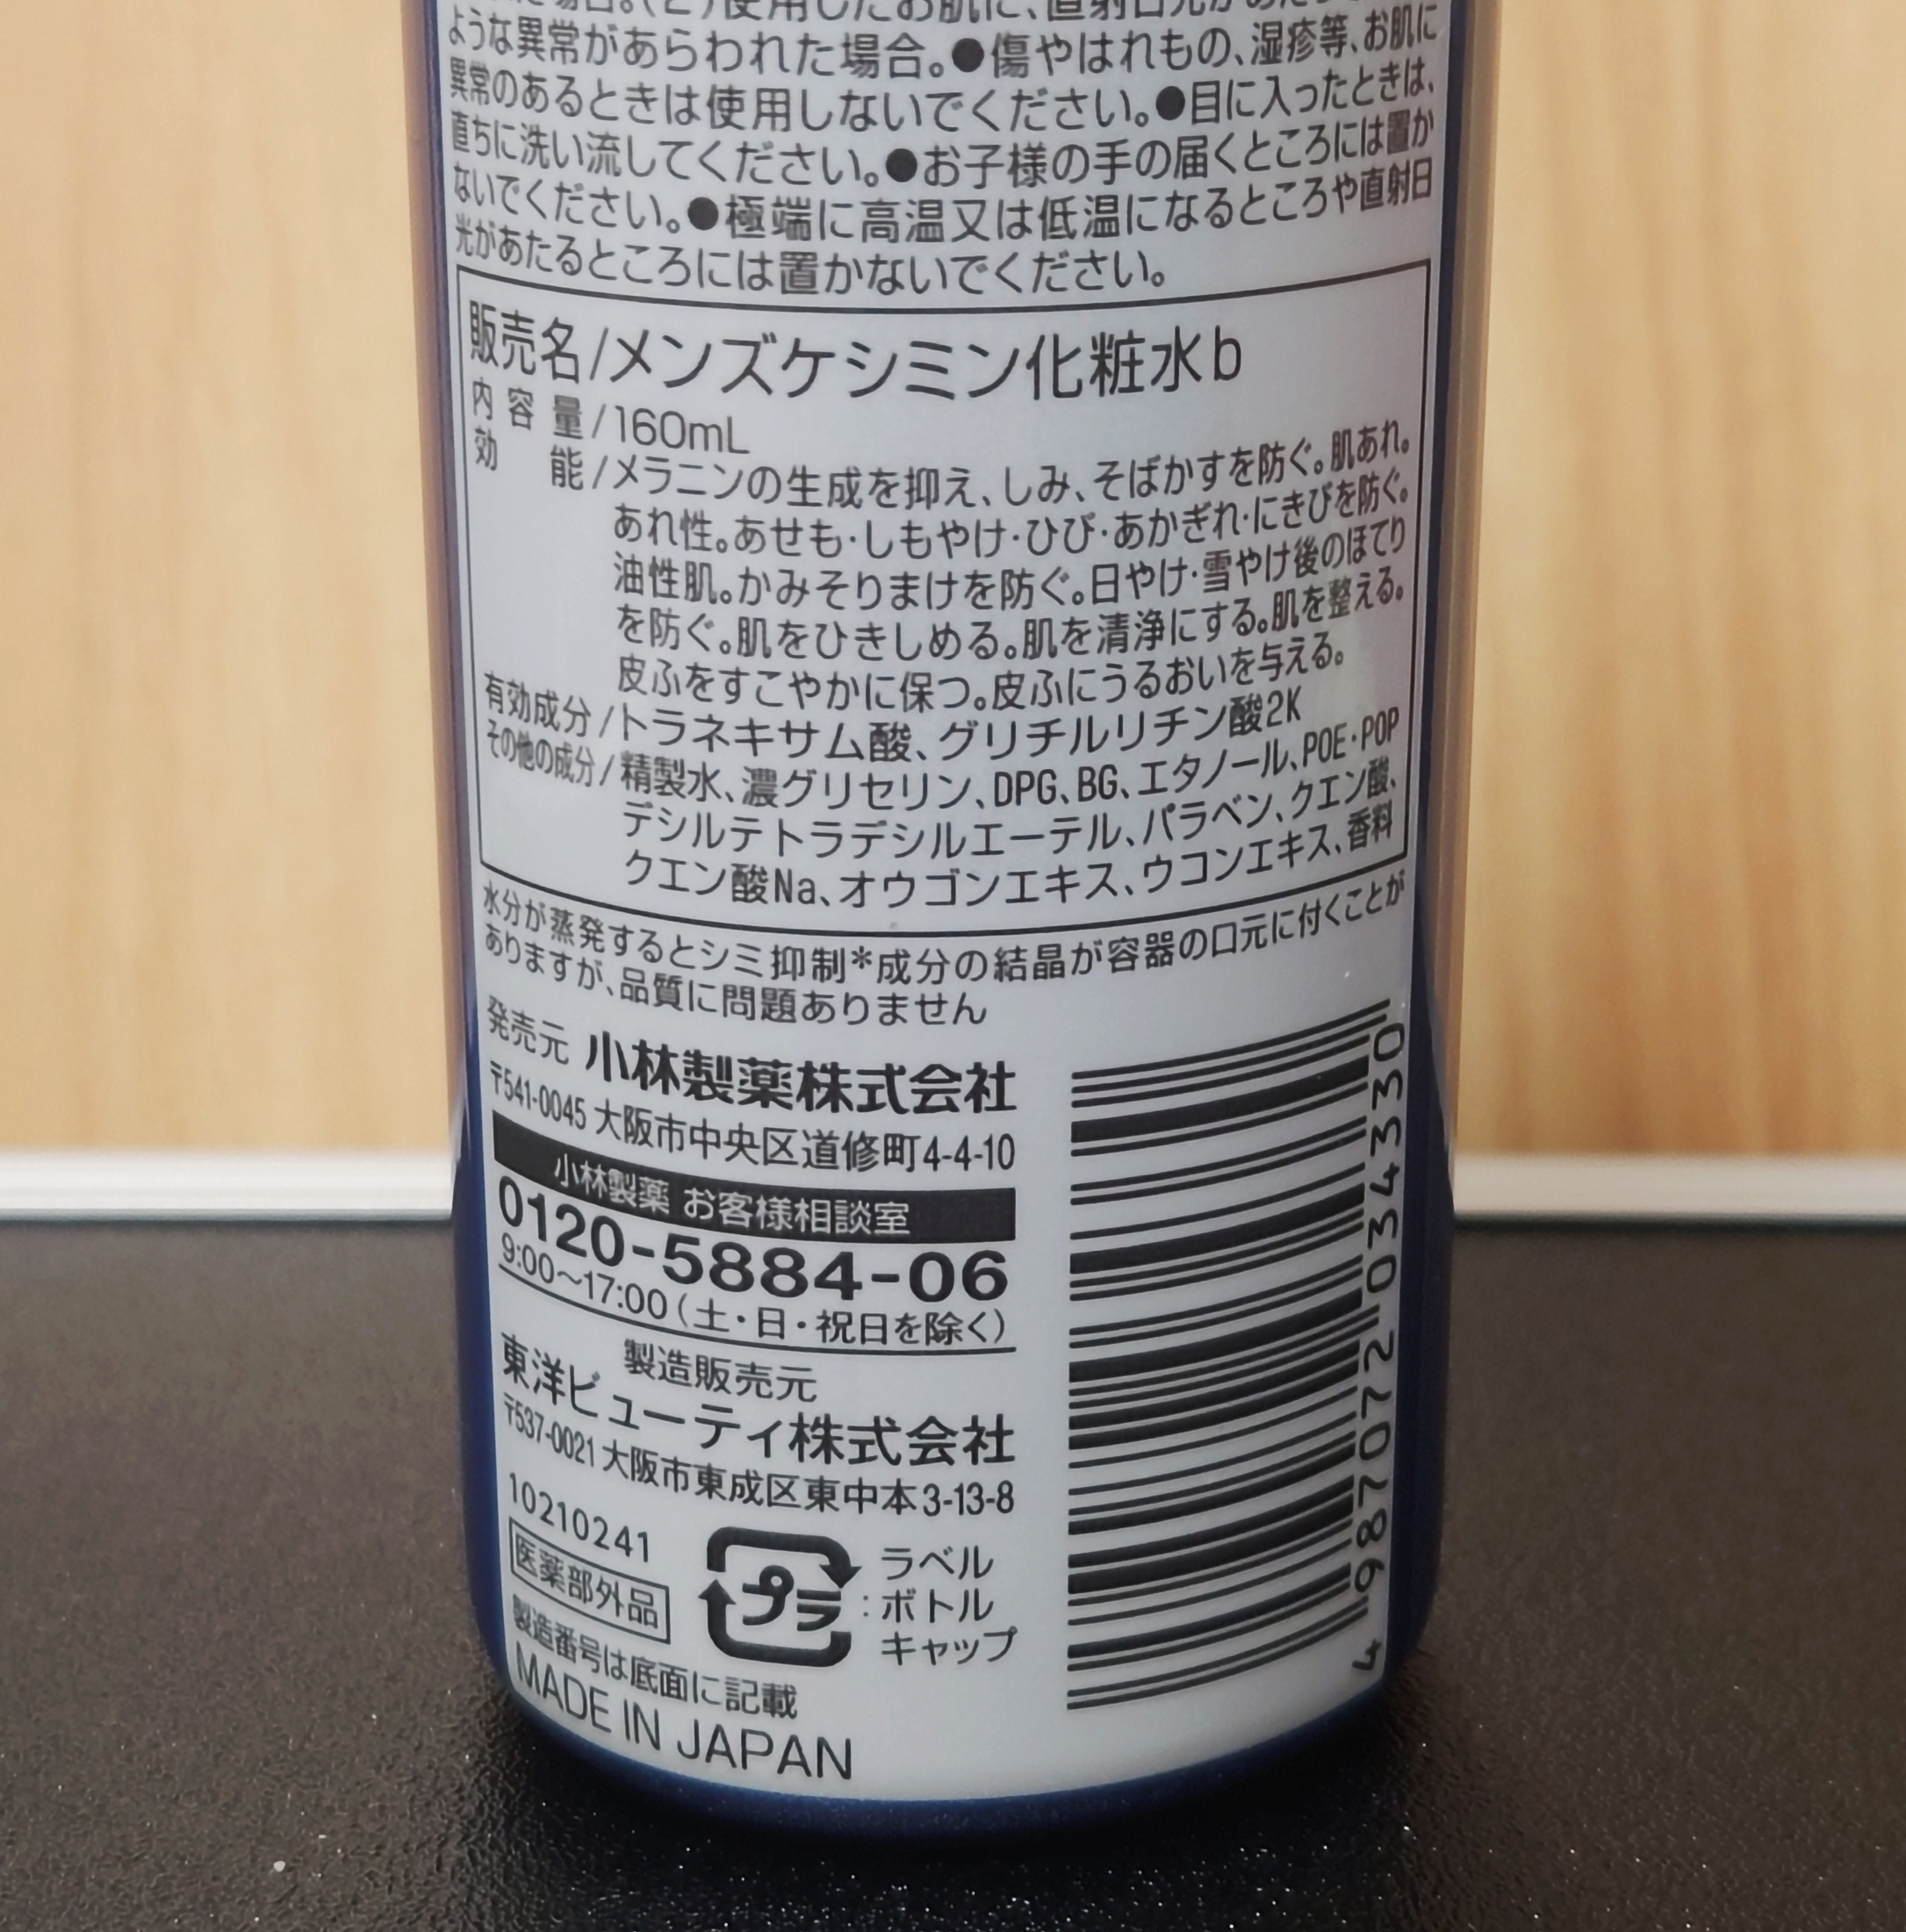 使用したお肌に、直射日光が
ような異常があらわれた場合。●傷やはれもの、湿疹等、お肌に
異常のあるときは使用しないでください。●目に入ったときは、
直ちに洗い流してください。●お子様の手の届くところには置か
ないでください。●極端に高温又は低温になるところや直射日
光があたるところには置かないでください。
販売名/メンズケシミン化粧水b
内容量/160mL
効能/メラニンの生成を抑え、しみ、そばかすを防ぐ。肌あれ。
あれ性。あせも・しもやけ・ひび・あかぎれ・にきびを防ぐ。
油性肌。かみそりまけを防ぐ。日やけ・雪やけ後のほてり
を防ぐ。肌をひきしめる。肌を清浄にする。肌を整える。
皮ふをすこやかに保つ。皮ふにうるおいを与える。
有効成分/トラネキサム酸、グリチルリチン酸2K
その他の成分/精製水、濃グリセリン、DPG、BG、エタノール、POE・POP
デシルテトラデシルエーテル、パラベン、クエン酸、
クエン酸Na、オウゴンエキス、ウコンエキス、香料
水分が蒸発するとシミ抑制*成分の結晶が容器の口元に付くことが
ありますが、品質に問題ありません
発売元 小林製薬株式会社
〒541-0045 大阪市中央区道修町4-4-10
小林製薬 お客様相談室
0120-5884-06
9:00~17:00(土・日・祝日を除く)
製造販売元
東洋ビューティ株式会社
〒537-0021 大阪市東成区東中本3-13-8
10210241
医薬部外品
プラ
:ラベル
ボトル
キャップ
製造番号は底面に記載
MADE IN JAPAN
4 987072 034330